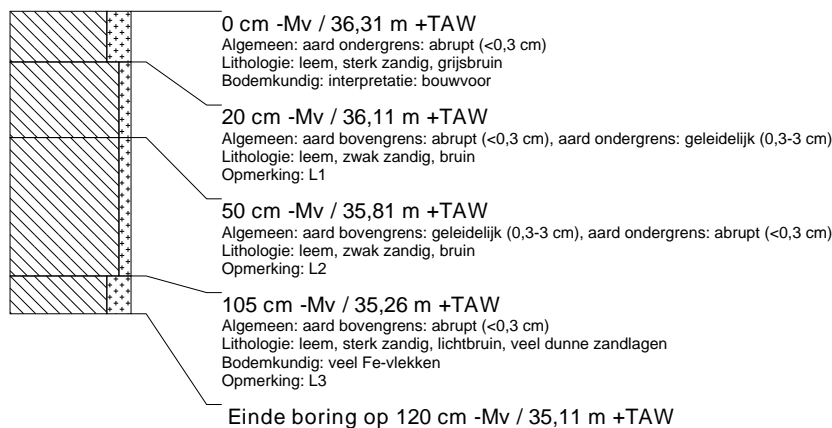 0 cm -Mv / 36,31 m +TAW
Algemeen: aard ondergrens: abrupt (<0,3 cm)
Lithologie: leem, sterk zandig, grijsbruin
Bodemkundig: interpretatie: bouwvoor
20 cm -Mv / 36,11 m +TAW
Algemeen: aard bovengrens: abrupt (<0,3 cm), aard ondergrens: geleidelijk (0,3-3 cm)
Lithologie: leem, zwak zandig, bruin
Opmerking: L1
50 cm -Mv / 35,81 m +TAW
Algemeen: aard bovengrens: geleidelijk (0,3-3 cm), aard ondergrens: abrupt (<0,3 cm)
Lithologie: leem, zwak zandig, bruin
Opmerking: L2
105 cm -Mv / 35,26 m +TAW
Algemeen: aard bovengrens: abrupt (<0,3 cm)
Lithologie: leem, sterk zandig, lichtbruin, veel dunne zandlagen
Bodemkundig: veel Fe-vlekken
Opmerking: L3
Einde boring op 120 cm -Mv / 35,11 m +TAW